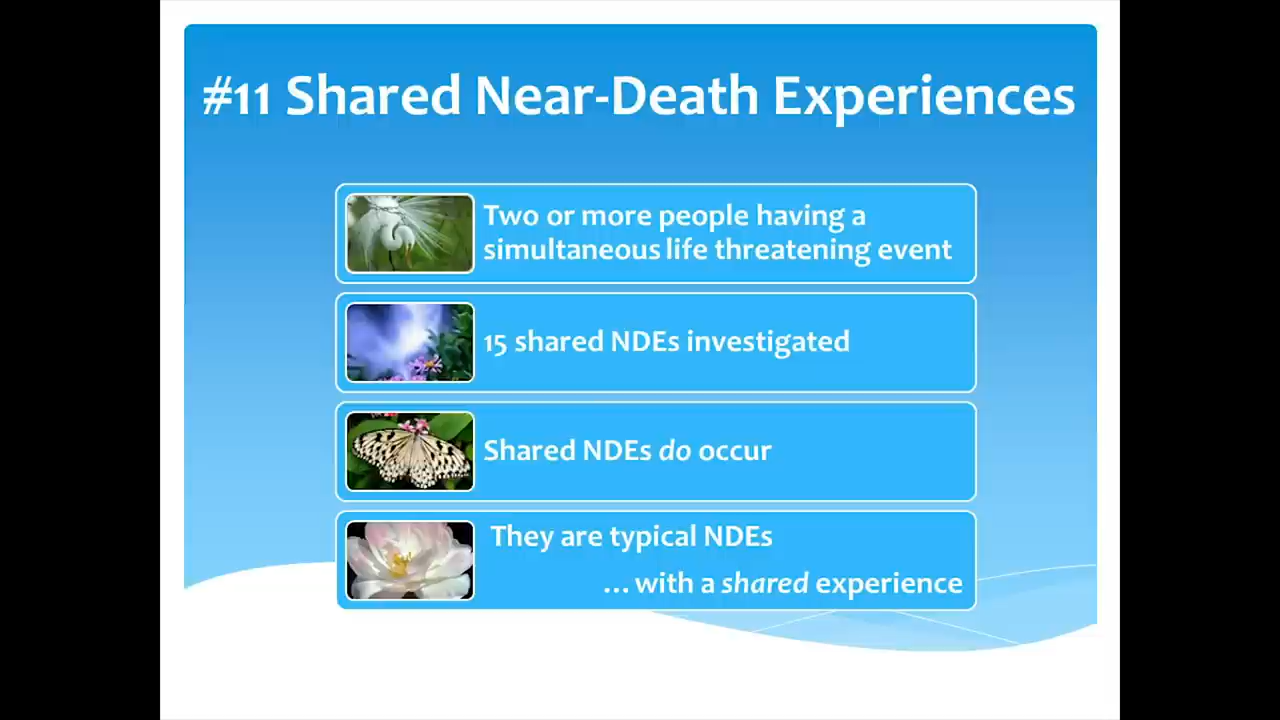 #11 Shared Near-Death Experiences
Two or more people having a
simultaneous life threatening event
15 shared NDEs investigated
Shared NDEs do occur
They are typical NDEs
...with a shared experience